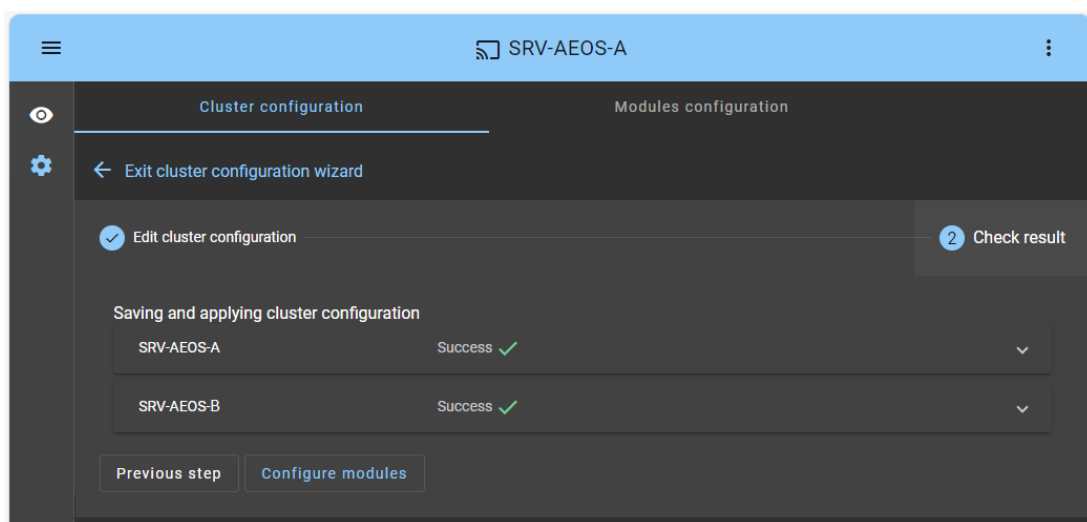 SRV-AEOS-A
Cluster configuration Modules configuration
Exit cluster configuration wizard
Edit cluster configuration 2 Check result
Saving and applying cluster configuration
SRV-AEOS-A Success
SRV-AEOS-B Success
Previous step Configure modules